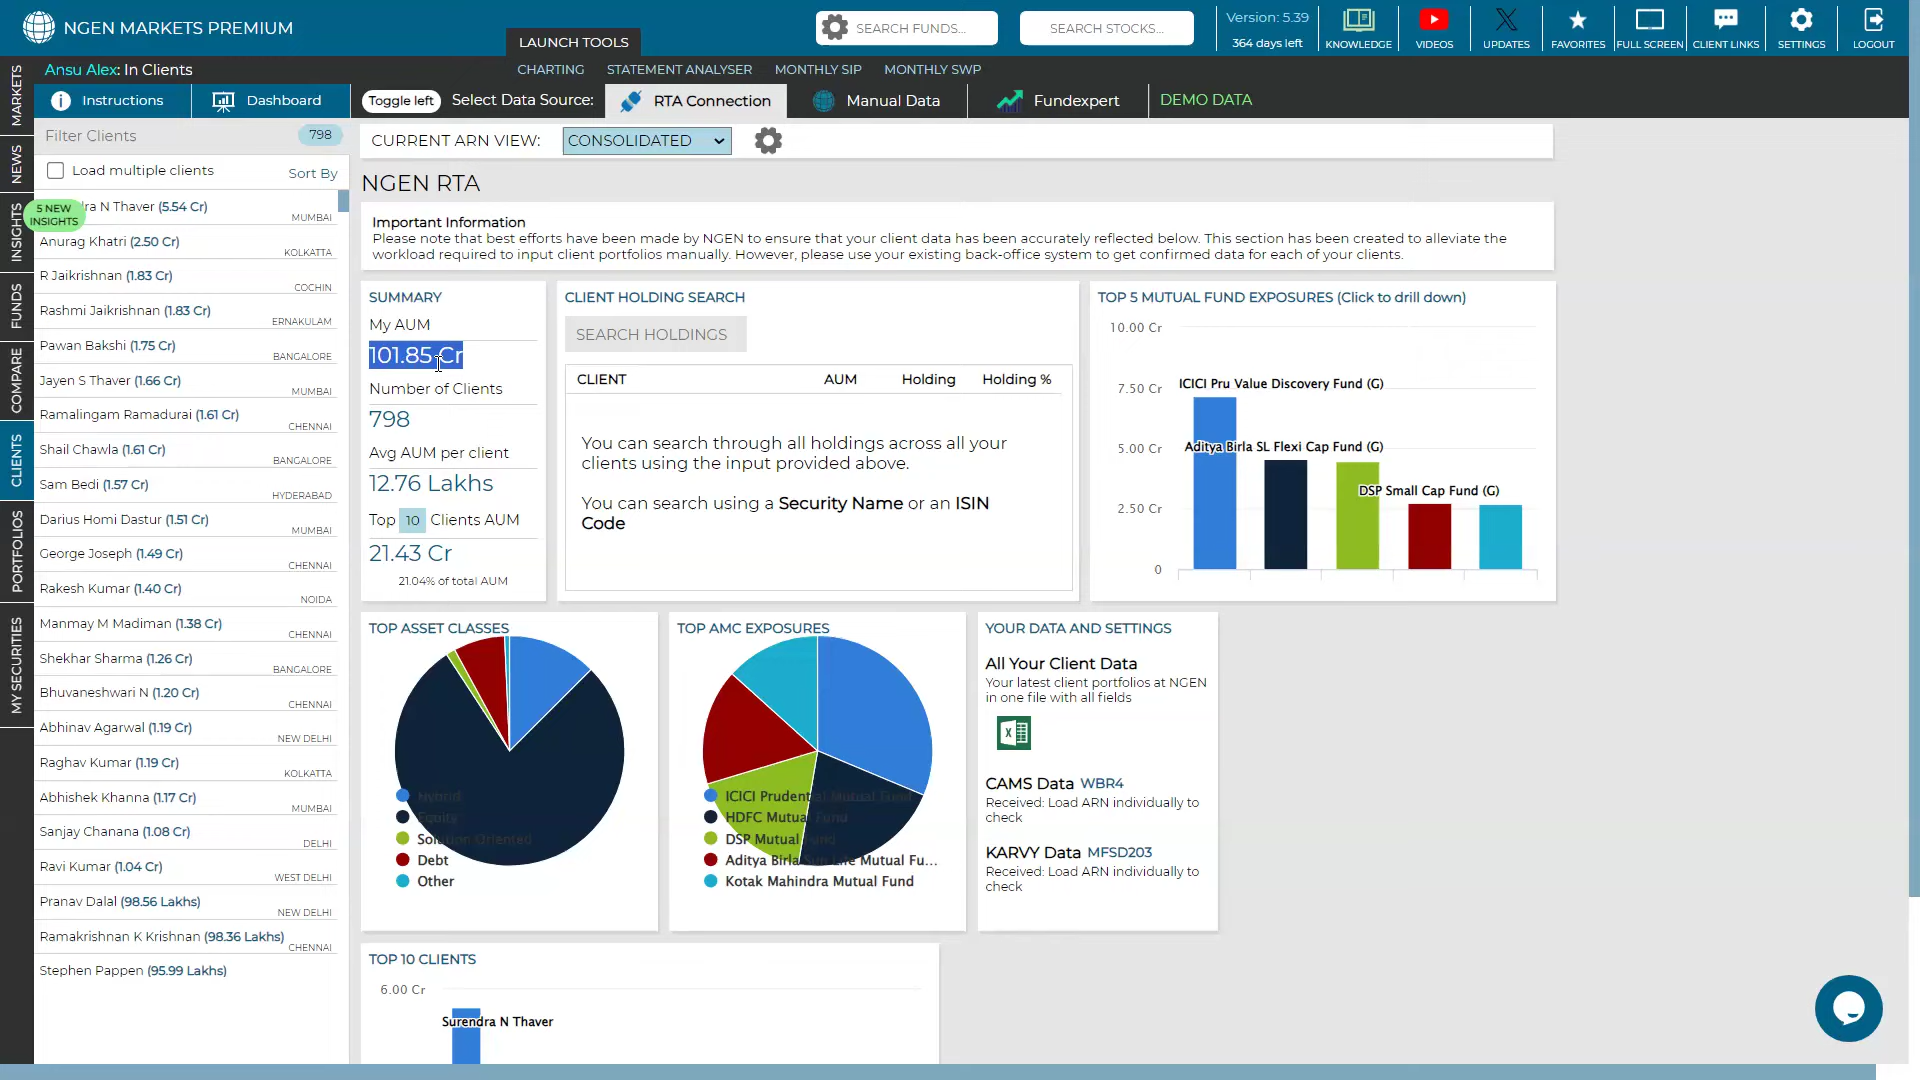 NGEN MARKETS PREMIUM
LAUNCH TOOLS
SEARCH FUNDS...
SEARCH STOCKS...
Version: 5.39
364 days left
KNOWLEDGE
VIDEOS
UPDATES
FAVORITES
FULL SCREEN
CLIENT LINKS
SETTINGS
LOGOUT
Ansu Alex: In Clients
CHARTING
STATEMENT ANALYSER
MONTHLY SIP
MONTHLY SWP
Instructions
Dashboard
Toggle left
Select Data Source:
RTA Connection
Manual Data
Fundexpert
DEMO DATA
MARKETS
NEWS
INSIGHTS
FUNDS
COMPARE
CLIENTS
PORTFOLIOS
MY SECURITIES
5 NEW
INSIGHTS
Filter Clients
798
Load multiple clients
Sort By
ra N Thaver (5.54 Cr)
MUMBAI
Anurag Khatri (2.50 Cr)
KOLKATTA
R Jaikrishnan (1.83 Cr)
COCHIN
Rashmi Jaikrishnan (1.83 Cr)
ERNAKULAM
Pawan Bakshi (1.75 Cr)
BANGALORE
Jayen S Thaver (1.66 Cr)
MUMBAI
Ramalingam Ramadurai (1.61 Cr)
CHENNAI
Shail Chawla (1.61 Cr)
BANGALORE
Sam Bedi (1.57 Cr)
HYDERABAD
Darius Homi Dastur (1.51 Cr)
MUMBAI
George Joseph (1.49 Cr)
CHENNAI
Rakesh Kumar (1.40 Cr)
NOIDA
Manmay M Madiman (1.38 Cr)
CHENNAI
Shekhar Sharma (1.26 Cr)
BANGALORE
Bhuvaneshwari N (1.20 Cr)
CHENNAI
Abhinav Agarwal (1.19 Cr)
NEW DELHI
Raghav Kumar (1.19 Cr)
KOLKATTA
Abhishek Khanna (1.17 Cr)
MUMBAI
Sanjay Chanana (1.08 Cr)
DELHI
Ravi Kumar (1.04 Cr)
WEST DELHI
Pranav Dalal (98.56 Lakhs)
NEW DELHI
Ramakrishnan K Krishnan (98.36 Lakhs)
CHENNAI
Stephen Pappen (95.99 Lakhs)
CURRENT ARN VIEW:
CONSOLIDATED
NGEN RTA
Important Information
Please note that best efforts have been made by NGEN to ensure that your client data has been accurately reflected below. This section has been created to alleviate the
workload required to input client portfolios manually. However, please use your existing back-office system to get confirmed data for each of your clients.
SUMMARY
My AUM
101.85 Cr
Number of Clients
798
Avg AUM per client
12.76 Lakhs
Top 10 Clients AUM
21.43 Cr
21.04% of total AUM
CLIENT HOLDING SEARCH
SEARCH HOLDINGS
CLIENT AUM Holding Holding %
You can search through all holdings across all your
clients using the input provided above.
You can search using a Security Name or an ISIN
Code
TOP 5 MUTUAL FUND EXPOSURES (Click to drill down)
10.00 Cr
7.50 Cr
5.00 Cr
2.50 Cr
0
ICICI Pru Value Discovery Fund (G)
Aditya Birla SL Flexi Cap Fund (G)
DSP Small Cap Fund (G)
TOP ASSET CLASSES
Hybrid
Equity
Solution Oriented
Debt
Other
TOP AMC EXPOSURES
ICICI Prudential Mutual Fund
HDFC Mutual Fund
DSP Mutual Fund
Aditya Birla Sun Life Mutual Fu...
Kotak Mahindra Mutual Fund
YOUR DATA AND SETTINGS
All Your Client Data
Your latest client portfolios at NGEN
in one file with all fields
CAMS Data WBR4
Received: Load ARN individually to
check
KARVY Data MFSD203
Received: Load ARN individually to
check
TOP 10 CLIENTS
6.00 Cr
Surendra N Thaver